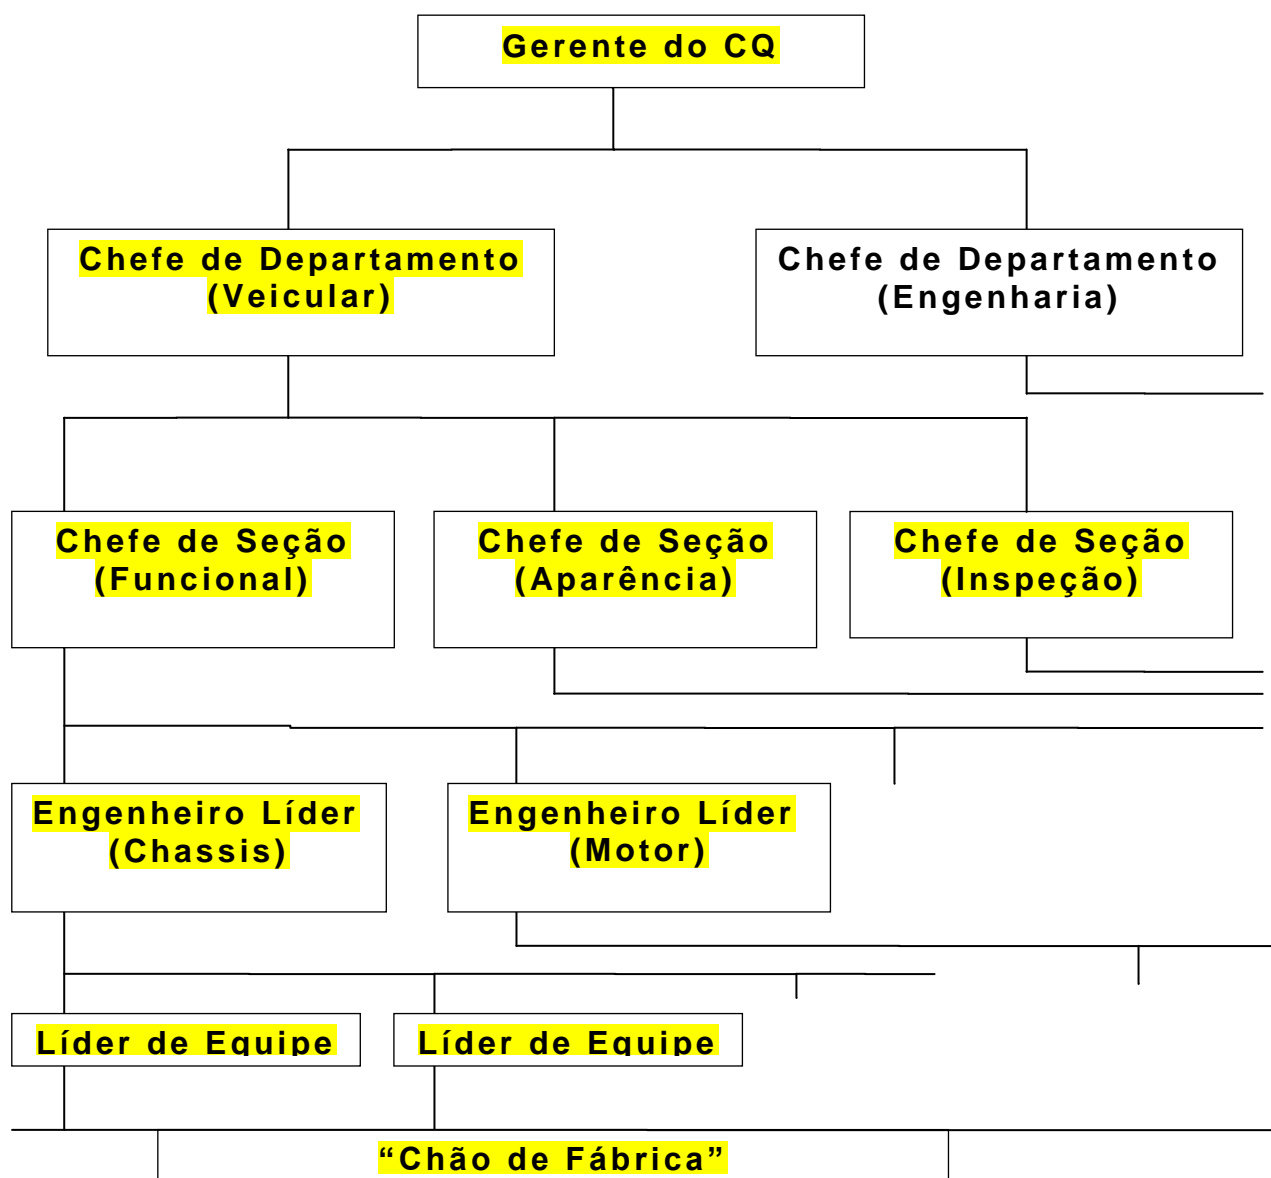 Gerente do CQ
Chefe de Departamento
(Veicular)
Chefe de Departamento
(Engenharia)
Chefe de Seção
(Funcional)
Chefe de Seção
(Aparência)
Chefe de Seção
(Inspeção)
Engenheiro Líder
(Chassis)
Engenheiro Líder
(Motor)
Líder de Equipe
Líder de Equipe
“Chão de Fábrica”